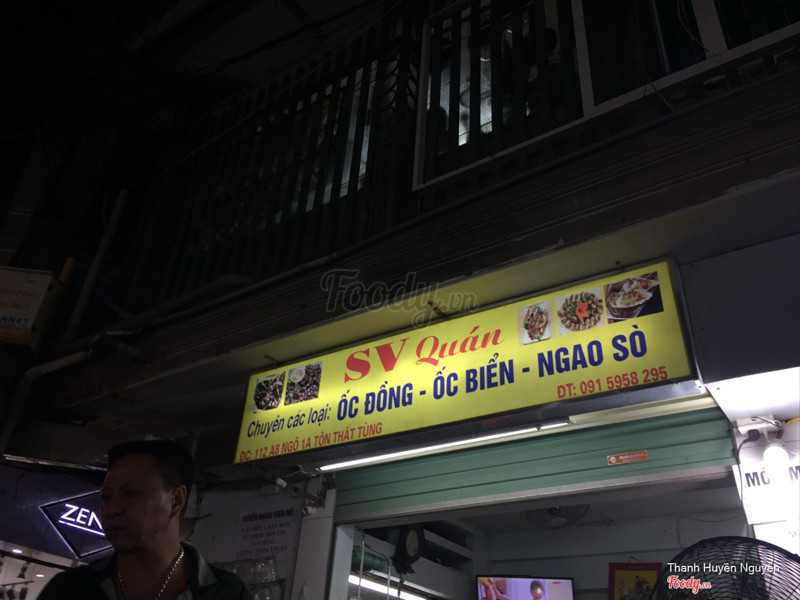 Foody.vn
SV Quán
Chuyên các loại: ỐC ĐỒNG - ỐC BIỂN - NGAO SÒ
ĐC: 112 A8 NGÕ 1A TÔN THẤT TÙNG
ĐT: 091 5958 295
ZEN
Thanh Huyền Nguyễn
Foody.vn